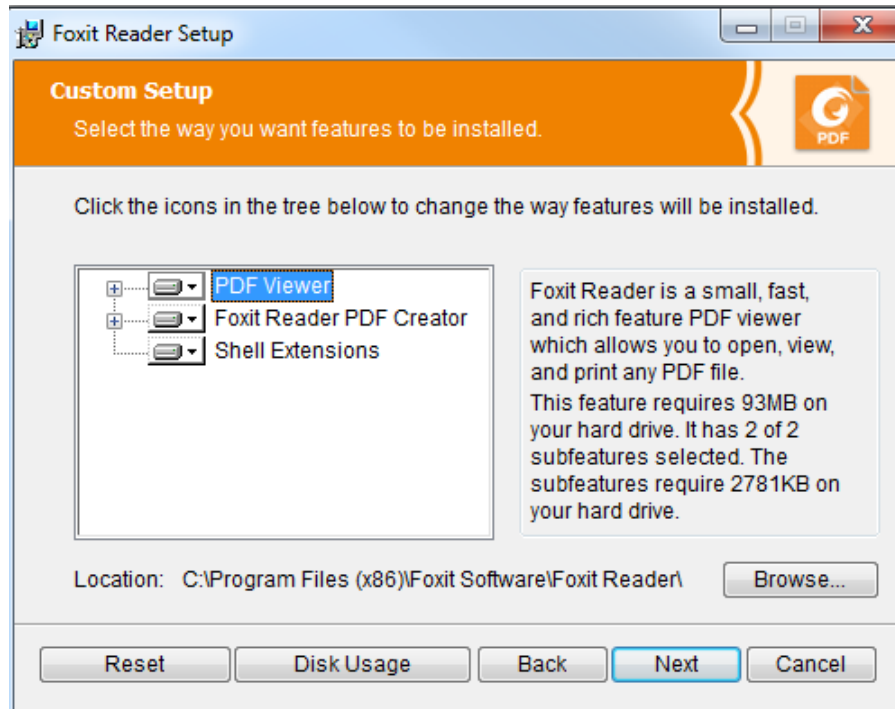 Foxit Reader Setup
Custom Setup
Select the way you want features to be installed.
PDF
Click the icons in the tree below to change the way features will be installed.
PDF Viewer
Foxit Reader PDF Creator
Shell Extensions
Foxit Reader is a small, fast,
and rich feature PDF viewer
which allows you to open, view,
and print any PDF file.
This feature requires 93MB on
your hard drive. It has 2 of 2
subfeatures selected. The
subfeatures require 2781KB on
your hard drive.
Location: C:\Program Files (x86)\Foxit Software\Foxit Reader\
Browse...
Reset
Disk Usage
Back
Next
Cancel